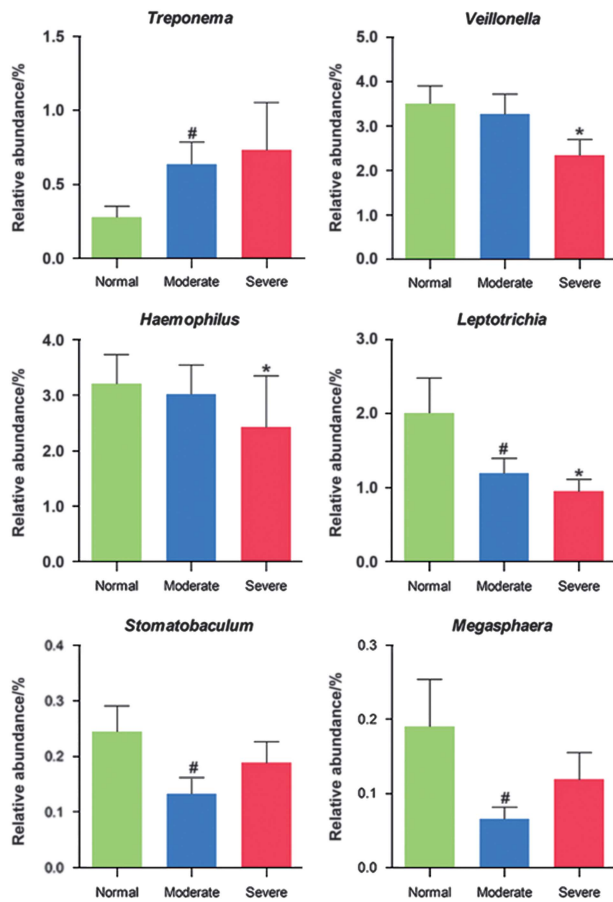 Treponema
Relative abundance/%
1.5
1.0
0.5
0.0
#
Normal Moderate Severe
Veillonella
Relative abundance/%
5.0
4.0
3.0
2.0
1.0
0.0
*
Normal Moderate Severe
Haemophilus
Relative abundance/%
4.0
3.0
2.0
1.0
0.0
*
Normal Moderate Severe
Leptotrichia
Relative abundance/%
3.0
2.0
1.0
0.0
#
*
Normal Moderate Severe
Stomatobaculum
Relative abundance/%
0.4
0.3
0.2
0.1
0.0
#
Normal Moderate Severe
Megasphaera
Relative abundance/%
0.3
0.2
0.1
0.0
#
Normal Moderate Severe